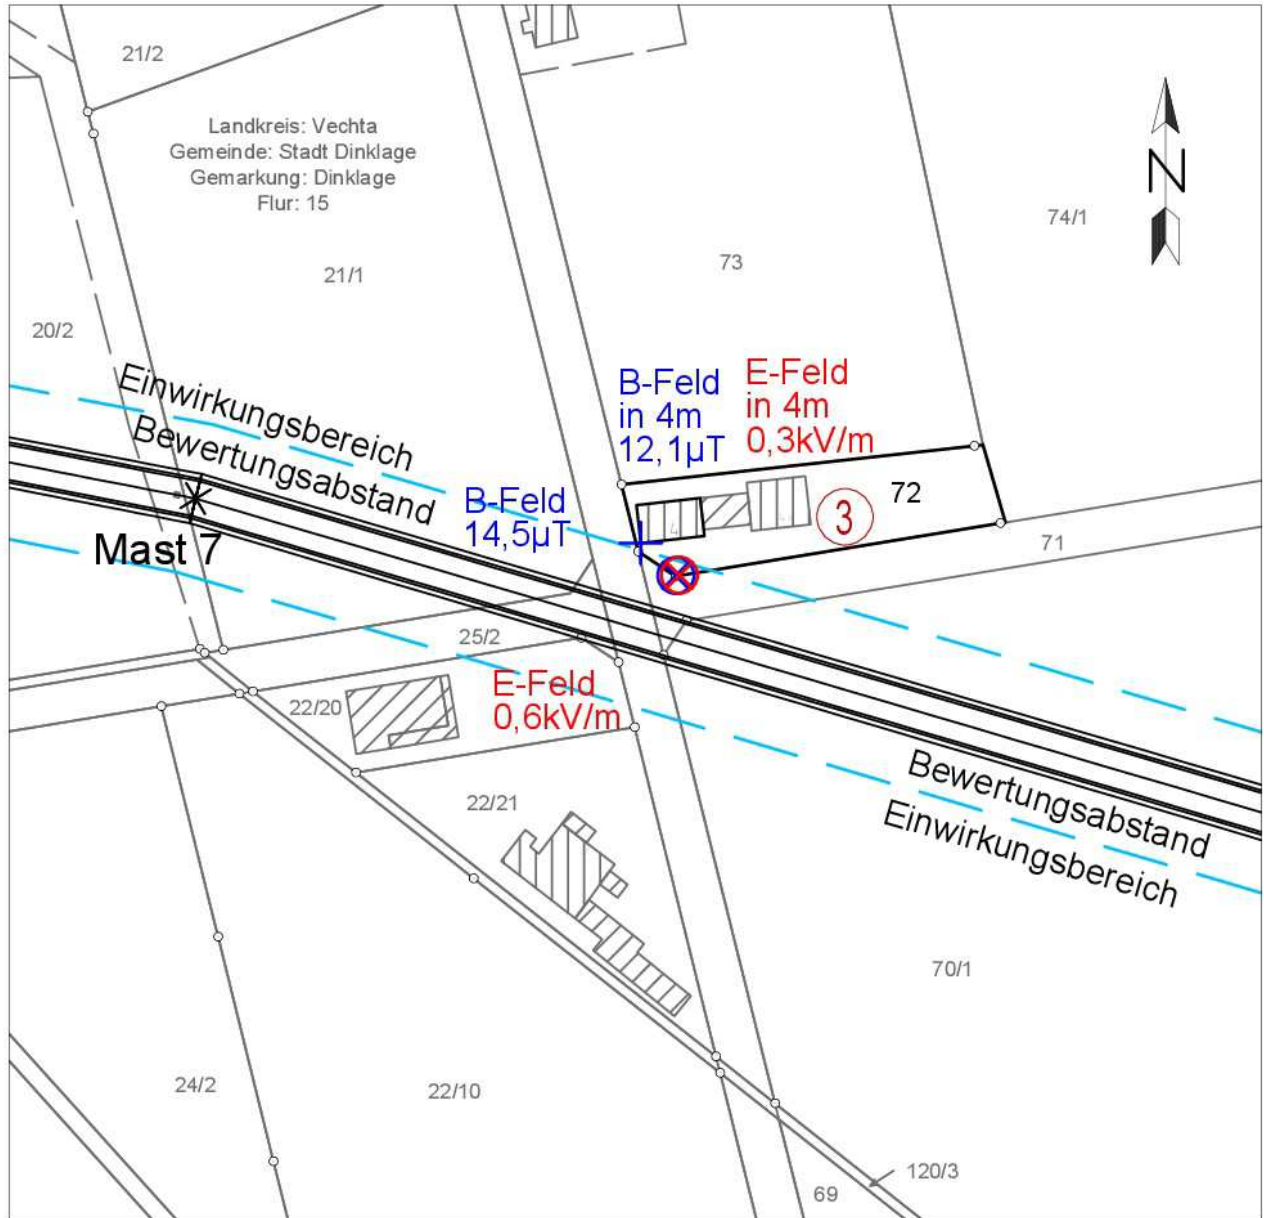 21/2
Landkreis: Vechta
Gemeinde: Stadt Dinklage
Gemarkung: Dinklage
Flur: 15
N
74/1
73
21/1
20/2
Einwirkungsbereich
Bewertungsabstand
B-Feld
in 4m
12,1µT
E-Feld
in 4m
0,3kV/m
B-Feld
14,5µT
4
3
72
71
Mast 7
25/2
E-Feld
0,6kV/m
22/20
22/21
Bewertungsabstand
Einwirkungsbereich
70/1
24/2
22/10
120/3
69